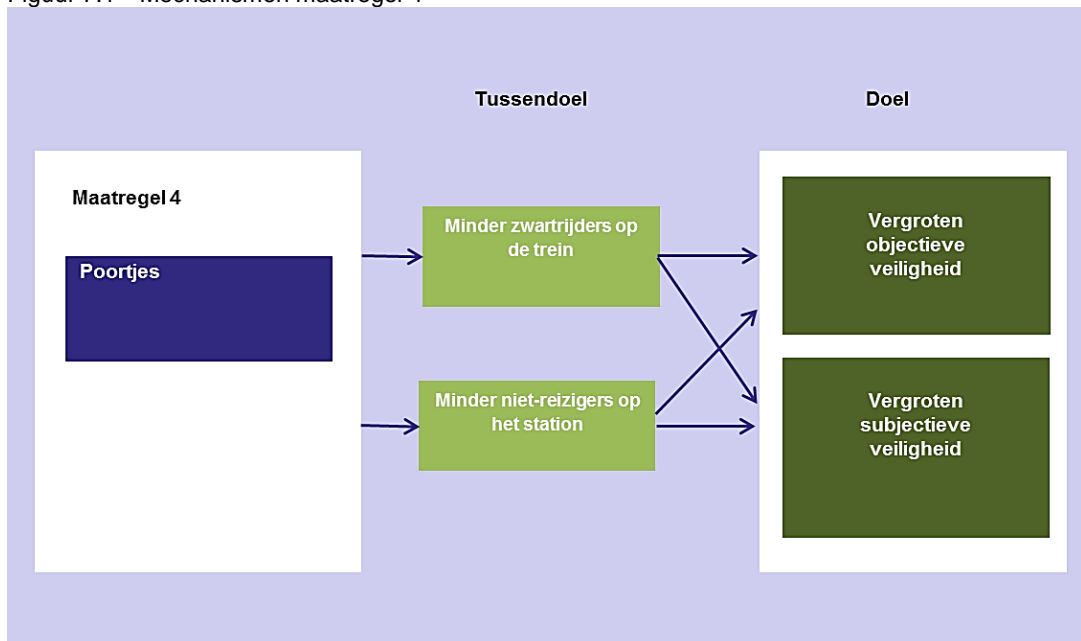 Tussendoel
Doel
Maatregel 4
Poortjes
Minder zwartrijders op
de trein
Minder niet-reizigers op
het station
Vergroten
objectieve
veiligheid
Vergroten
subjectieve
veiligheid